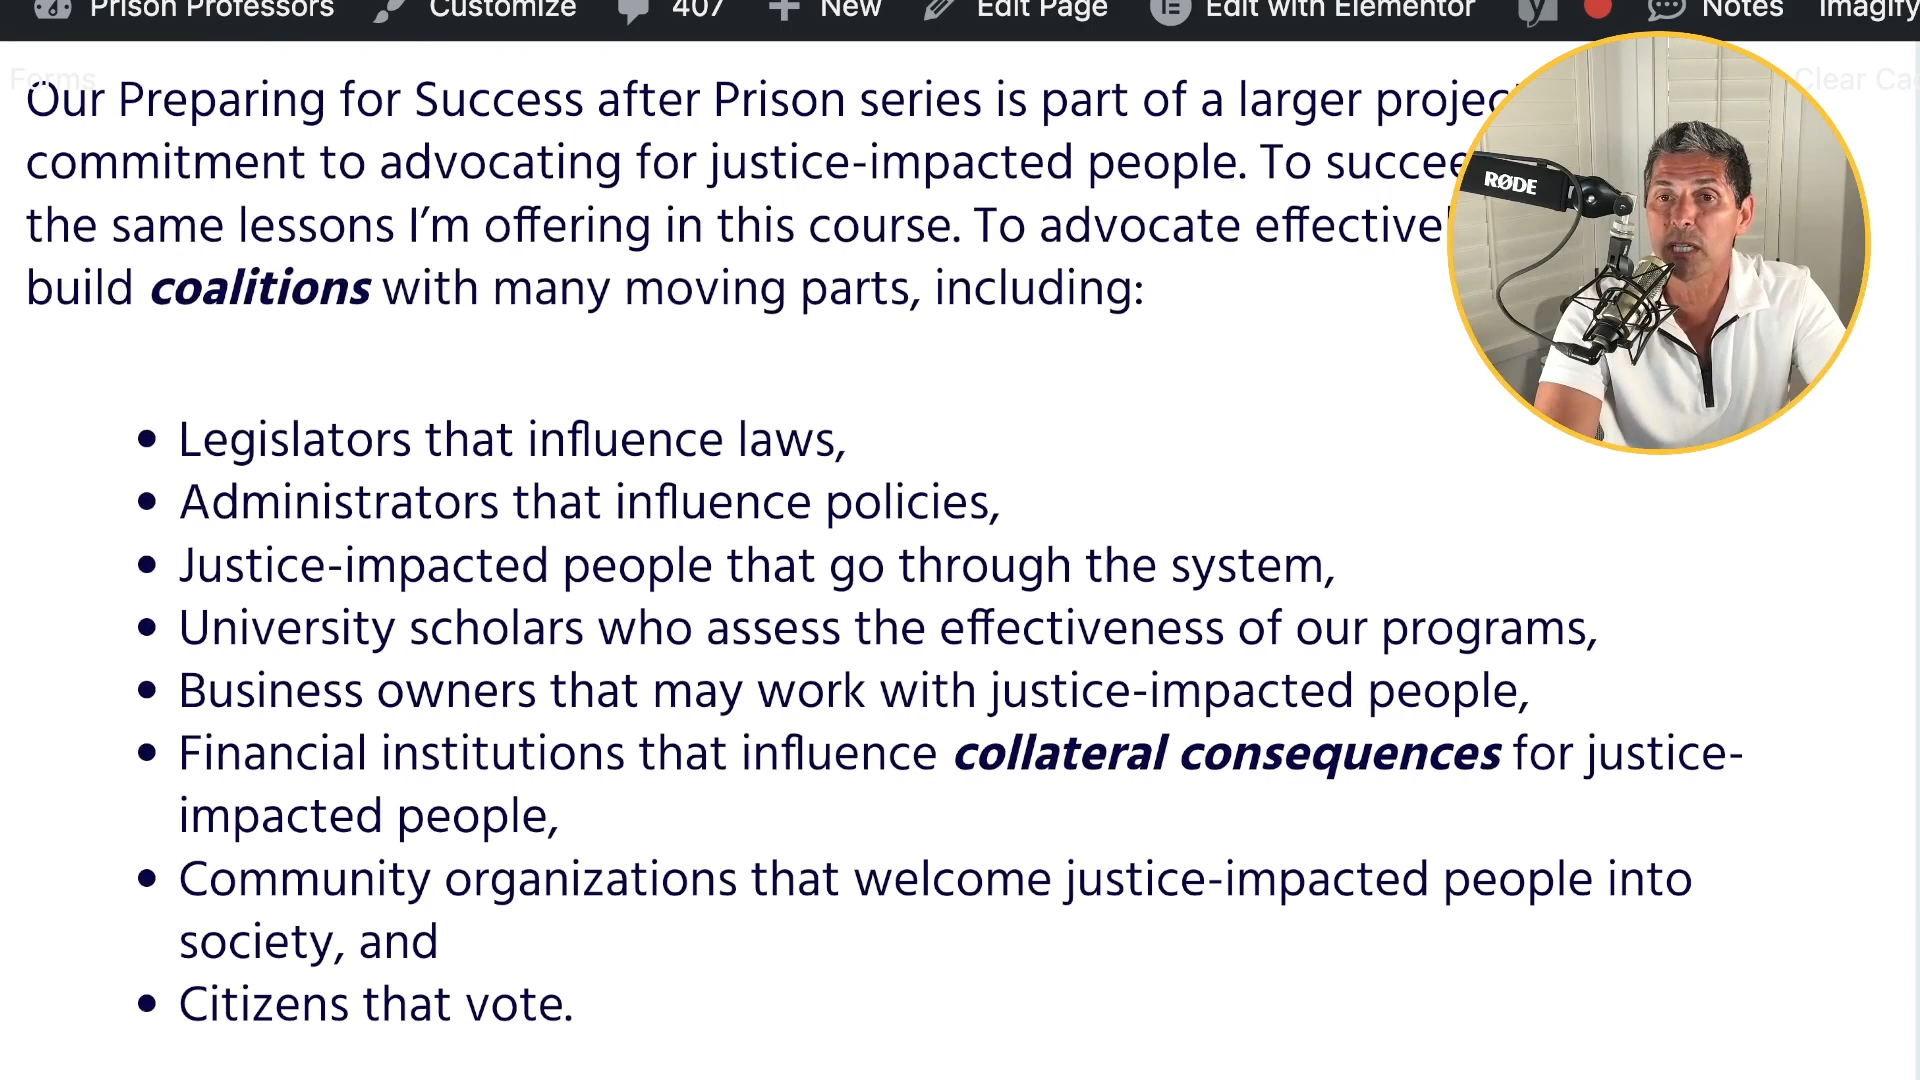 Prison Professors Customize 407 New Edit Page Edit with Elementor Notes Imagify
Forms Clear
Our Preparing for Success after Prison series is part of a larger
commitment to advocating for justice-impacted people. To
the same lessons I’m offering in this course. To advocate
build coalitions with many moving parts, including:
RØDE
• Legislators that influence laws,
• Administrators that influence policies,
• Justice-impacted people that go through the system,
• University scholars who assess the effectiveness of our programs,
• Business owners that may work with justice-impacted people,
• Financial institutions that influence collateral consequences for justice-
impacted people,
• Community organizations that welcome justice-impacted people into
society, and
• Citizens that vote.